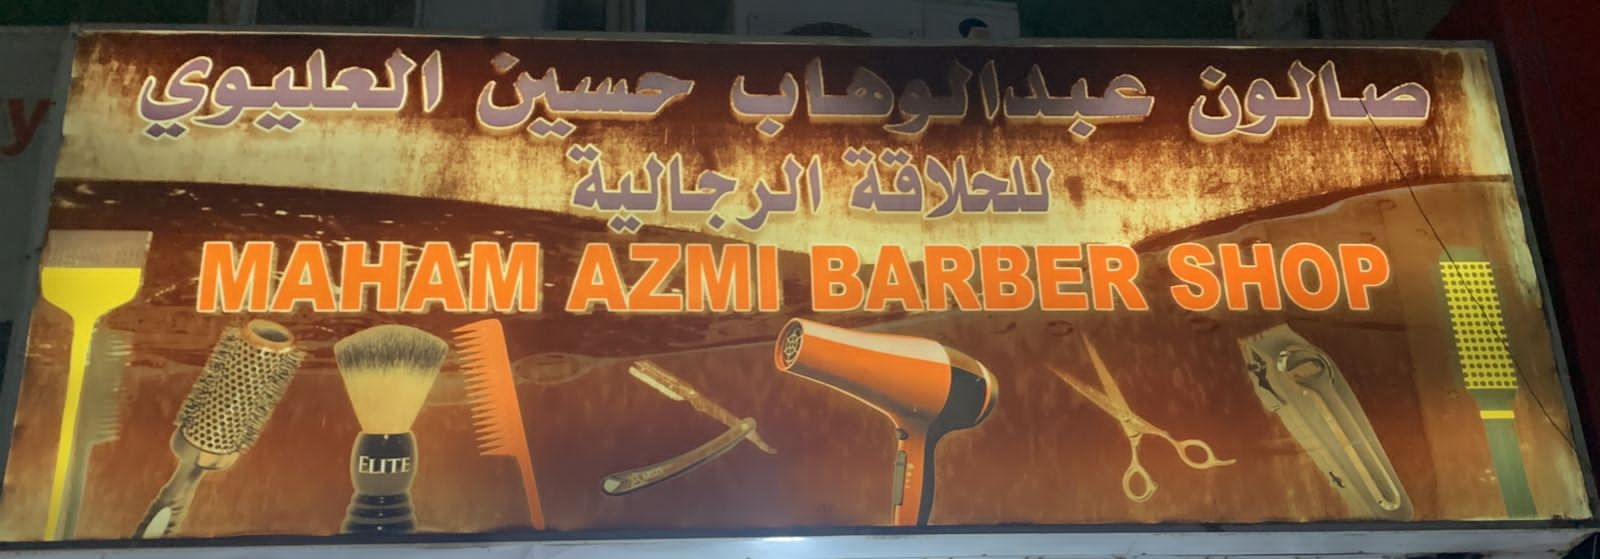 صالون عبدالوهاب حسين العليوي
للحلاقة الرجالية
MAHAM AZMI BARBER SHOP
ELITE